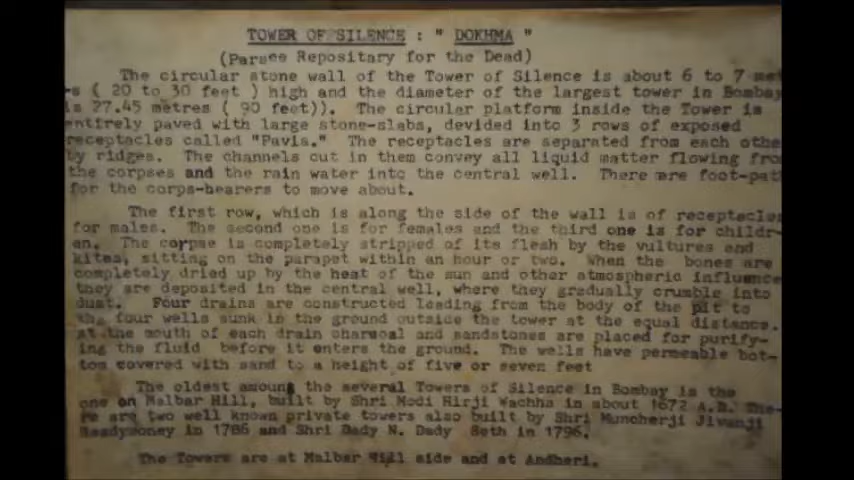 TOWER OF SILENCE : " DOKHMA "
(Parsee Repositary for the Dead)
The circular stone wall of the Tower of Silence is about 6 to 7 met
s ( 20 to 30 feet ) high and the diameter of the largest tower in Bombay
is 27.45 metres ( 90 feet)). The circular platform inside the Tower is
entirely paved with large stone-slabs, devided into 3 rows of exposed
receptacles called "Pavis." The receptacles are separated from each othe
by ridges. The channels cut in them convey all liquid matter flowing fro
the corpses and the rain water into the central well. There are foot-pat
for the corps-bearers to move about.
The first row, which is along the side of the wall is of receptacles
for males. The second one is for females and the third one is for childr-
en. The corpse is completely stripped of its flesh by the vultures and
kites, sitting on the parapet within an hour or two. When the bones are
completely dried up by the heat of the sun and other atmospheric influence
they are deposited in the central well, where they gradually crumble into
dust. Four drains are constructed leading from the body of the pit to
the four wells sunk in the ground outside the tower at the equal distance.
at the mouth of each drain charcoal and sandstones are placed for purify-
ing the fluid before it enters the ground. The wells have permeable bot-
tom covered with sand to a height of five or seven feet
The oldest amoung the several Towers of Silence in Bombay is the
one on Malbar Hill, built by Shri Modi Hirji Wachha in about 1672 A.D. The-
re are two well known private towers also built by Shri Muncherji Jivanji
Readymoney in 1786 and Shri Dady N. Dady Seth in 1796.
The Towers are at Malbar Hill side and at Andheri.